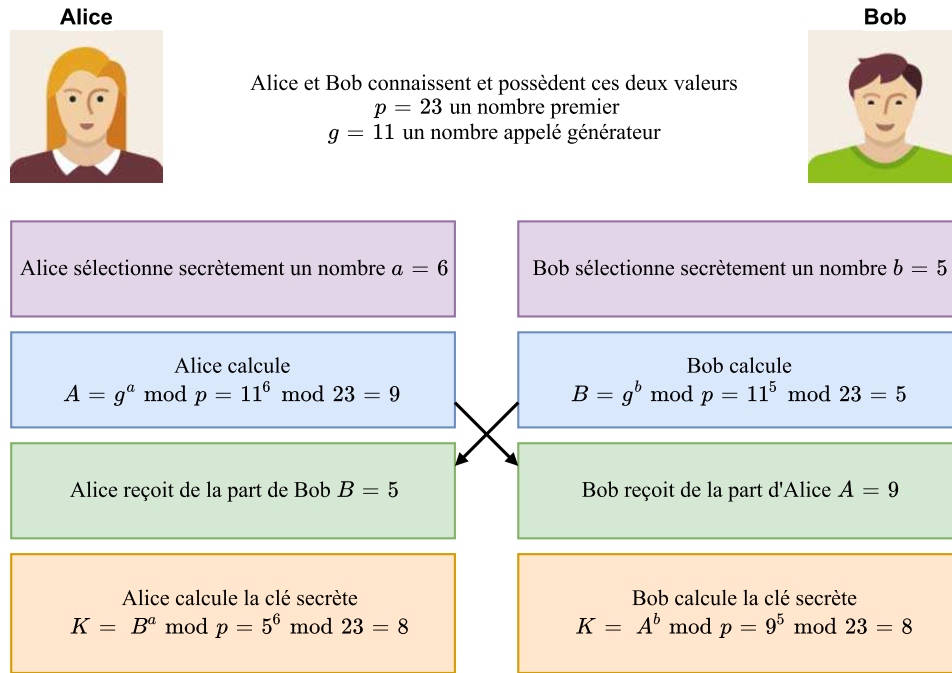 Alice
Bob
Alice et Bob connaissent et possèdent ces deux valeurs
p = 23 un nombre premier
g = 11 un nombre appelé générateur
Alice sélectionne secrètement un nombre a = 6
Bob sélectionne secrètement un nombre b = 5
Alice calcule
A = g^a mod p = 11^6 mod 23 = 9
Bob calcule
B = g^b mod p = 11^5 mod 23 = 5
Alice reçoit de la part de Bob B = 5
Bob reçoit de la part d'Alice A = 9
Alice calcule la clé secrète
K = B^a mod p = 5^6 mod 23 = 8
Bob calcule la clé secrète
K = A^b mod p = 9^5 mod 23 = 8